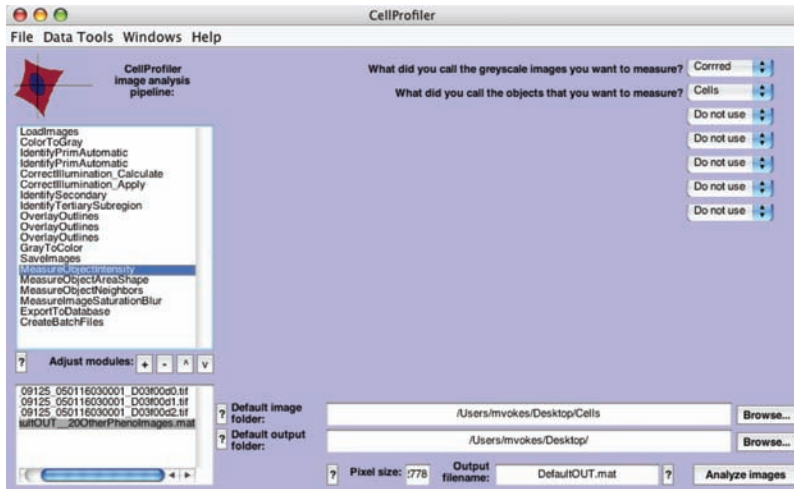 CellProfiler
File Data Tools Windows Help
CellProfiler
image analysis
pipeline:
What did you call the greyscale images you want to measure? Corrred
What did you call the objects that you want to measure? Cells
Do not use
Do not use
Do not use
Do not use
Do not use
LoadImages
ColorToGray
IdentifyPrimAutomatic
IdentifyPrimAutomatic
CorrectIllumination_Calculate
CorrectIllumination_Apply
IdentifySecondary
IdentifyTertiarySubregion
OverlayOutlines
OverlayOutlines
OverlayOutlines
GrayToColor
SaveImages
MeasureObjectIntensity
MeasureObjectAreaShape
MeasureObjectNeighbors
MeasureImageSaturationBlur
ExportToDatabase
CreateBatchFiles
? Adjust modules: + - ^ v
09125_050116030001_D03f00d0.tif
09125_050116030001_D03f00d1.tif
09125_050116030001_D03f00d2.tif
aultOUT__20OtherPhenoImages.mat
? Default image
folder:
/Users/mvokes/Desktop/Cells
Browse...
? Default output
folder:
/Users/mvokes/Desktop/
Browse...
? Pixel size: :778
Output
filename:
DefaultOUT.mat
?
Analyze images